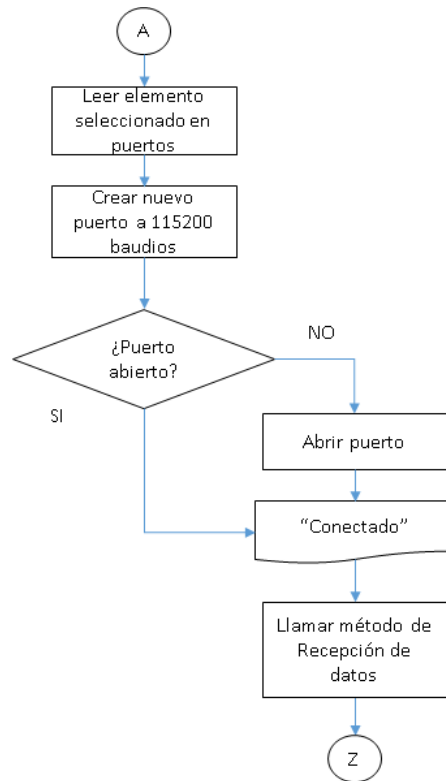 A
Leer elemento
seleccionado en
puertos
Crear nuevo
puerto a 115200
baudios
¿Puerto
abierto?
NO
SI
Abrir puerto
“Conectado”
Llamar método de
Recepción de
datos
Z